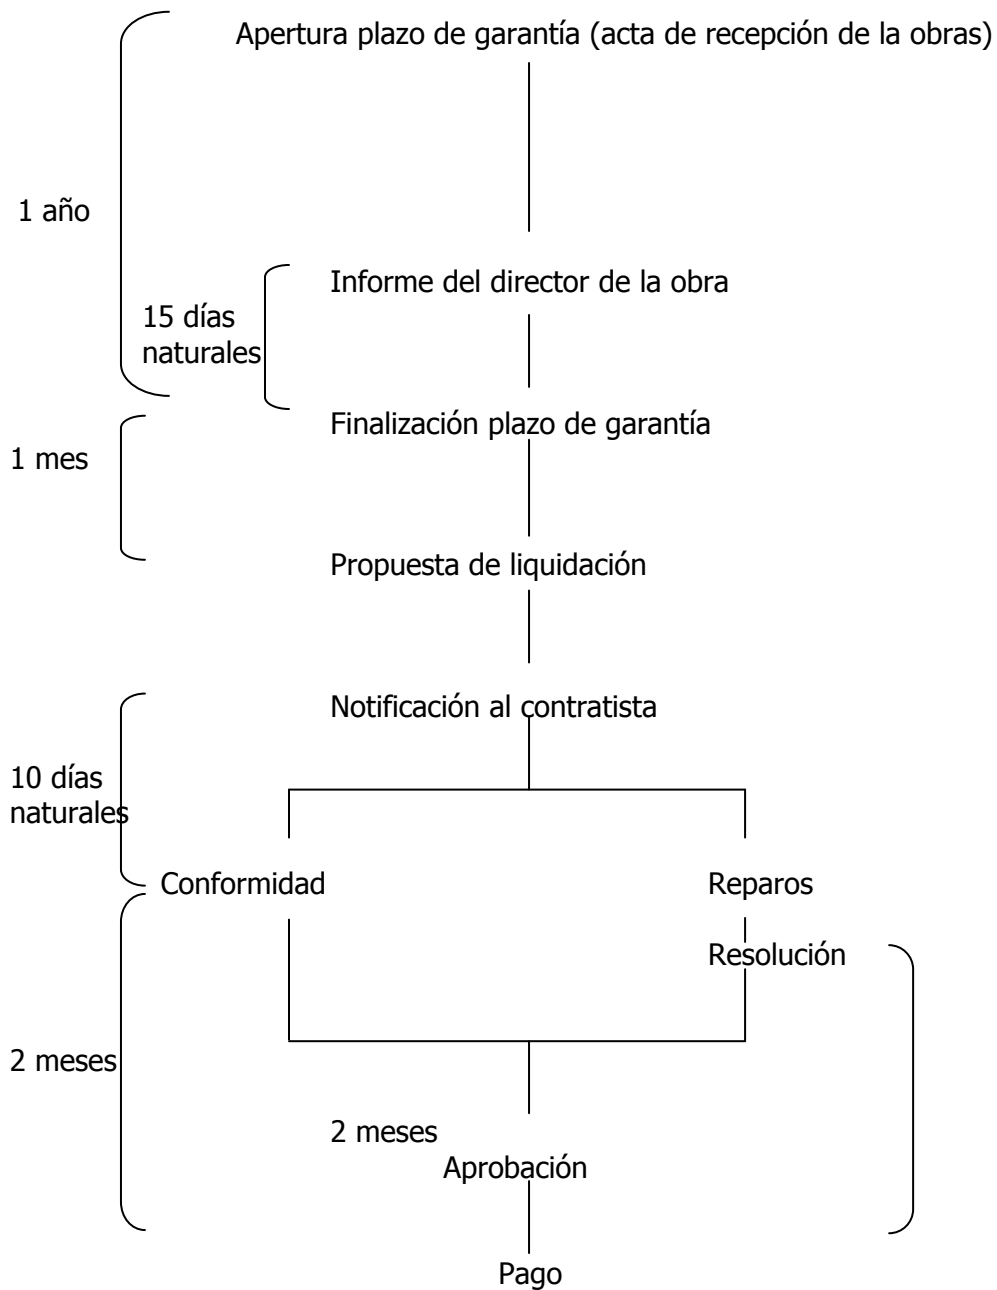 Apertura plazo de garantía (acta de recepción de la obras)
1 año
Informe del director de la obra
15 días
naturales
Finalización plazo de garantía
1 mes
Propuesta de liquidación
Notificación al contratista
10 días
naturales
Conformidad
Reparos
Resolución
2 meses
2 meses
Aprobación
Pago